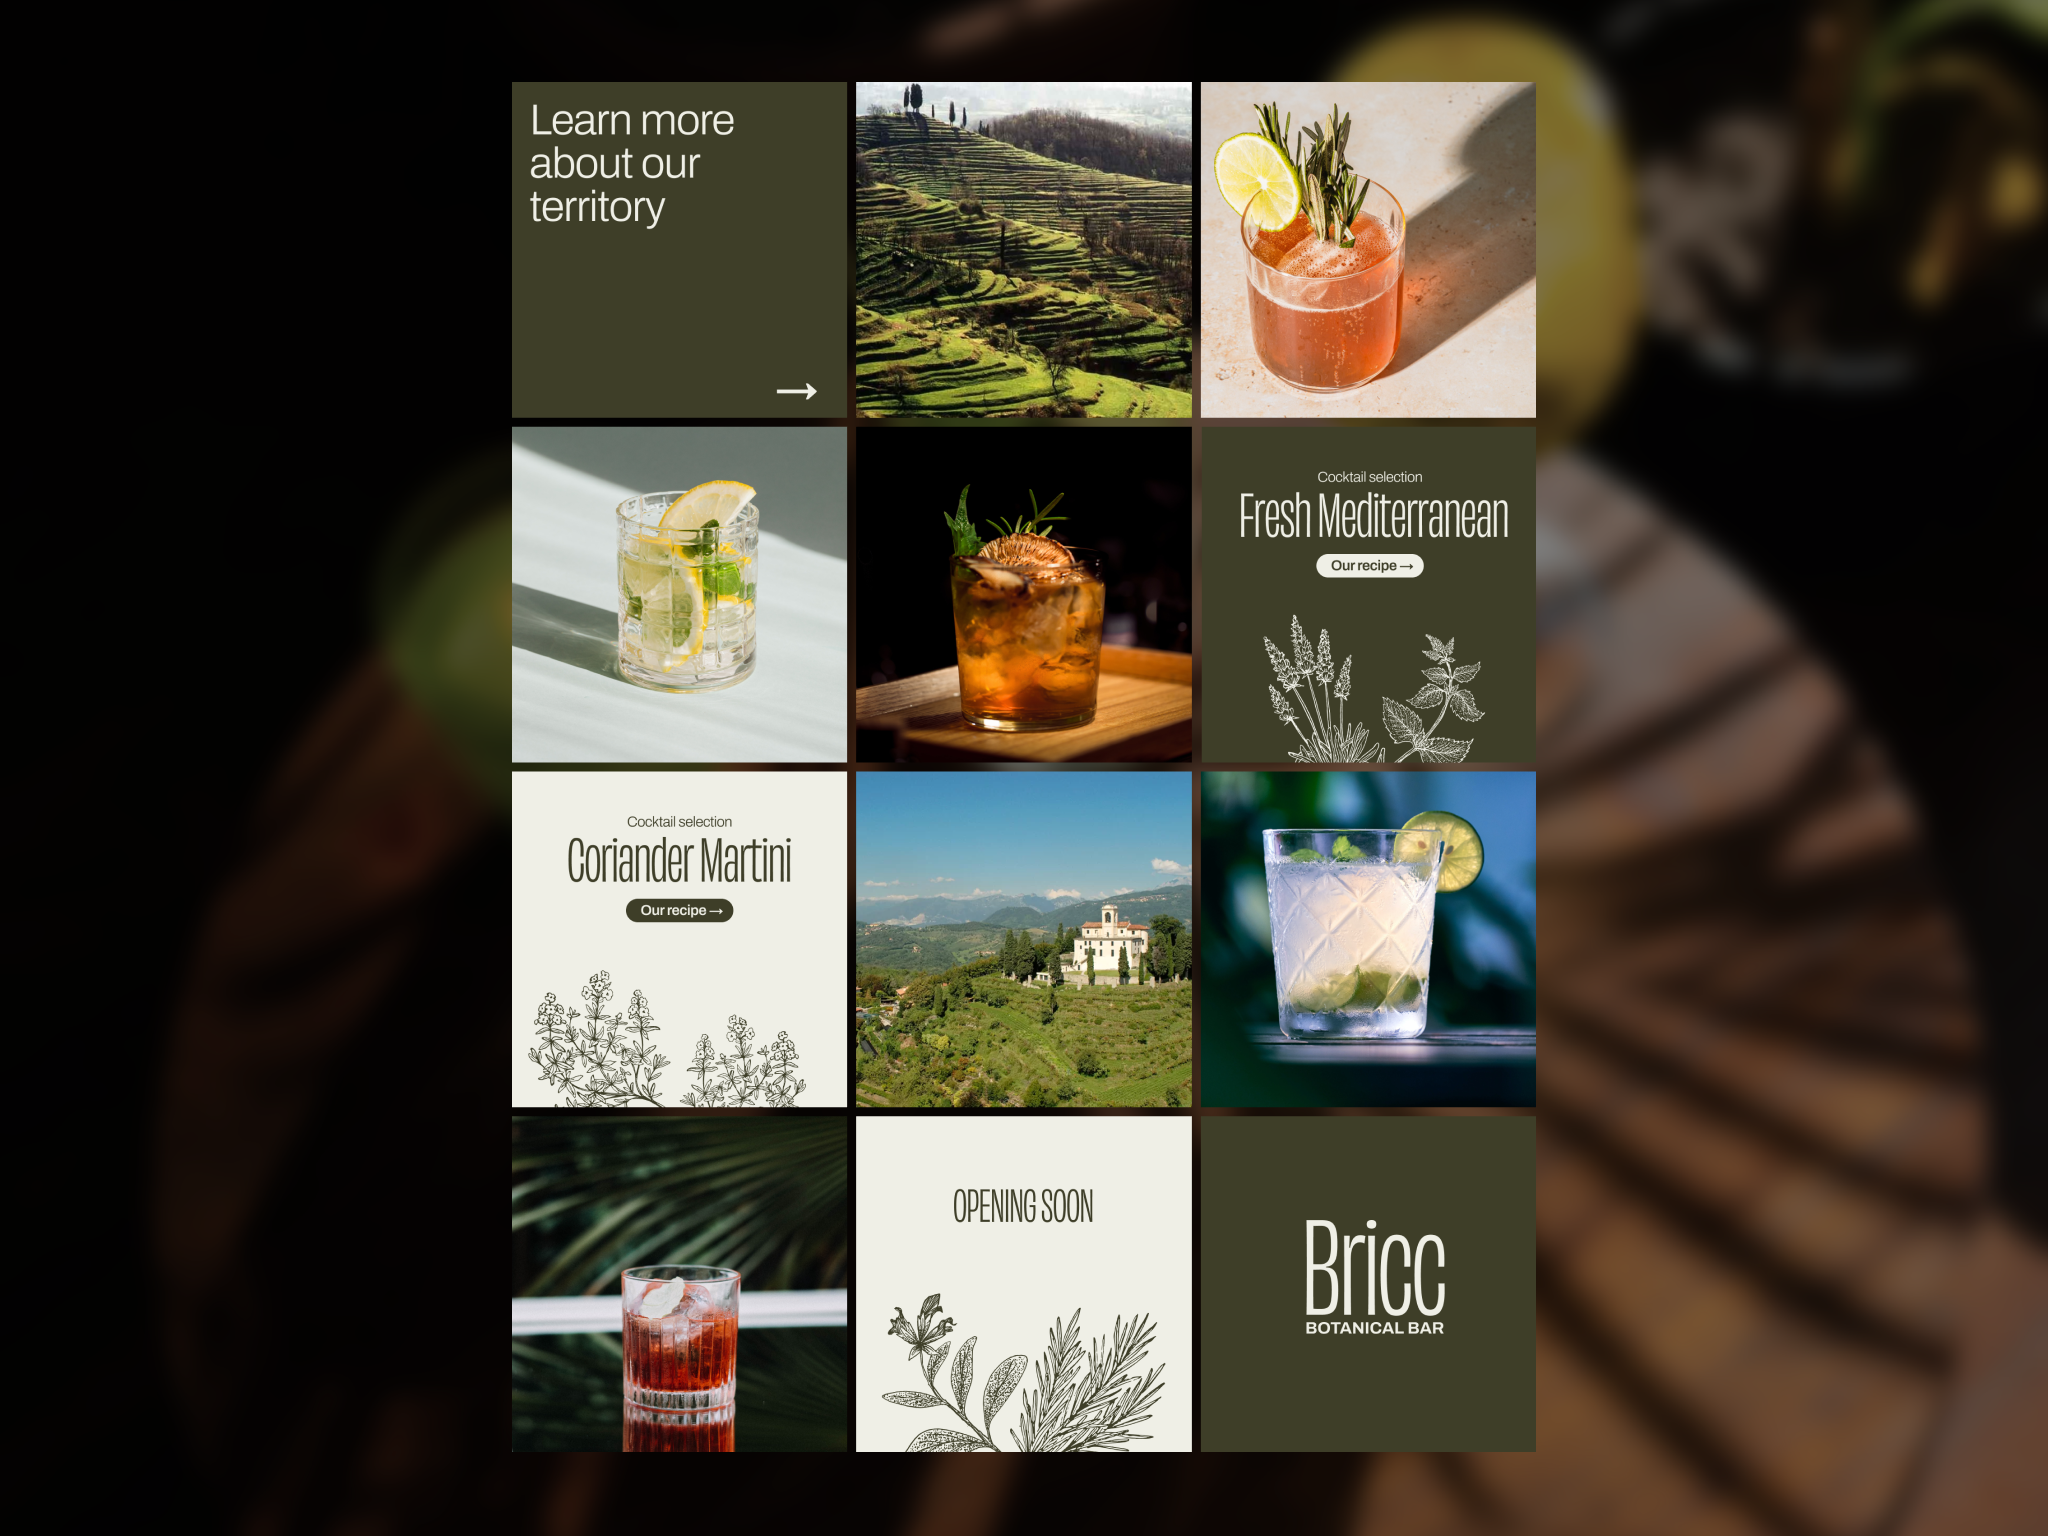 Learn more
about our
territory
→
Cocktail selection
Fresh Mediterranean
Our recipe →
Cocktail selection
Coriander Martini
Our recipe →
OPENING SOON
Bricc
BOTANICAL BAR